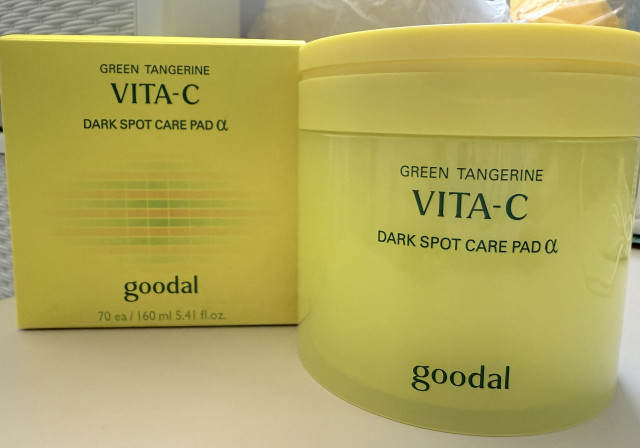 GREEN TANGERINE
VITA-C
DARK SPOT CARE PAD α
goodal
70 ea / 160 ml 5.41 fl.oz.
GREEN TANGERINE
VITA-C
DARK SPOT CARE PAD α
goodal